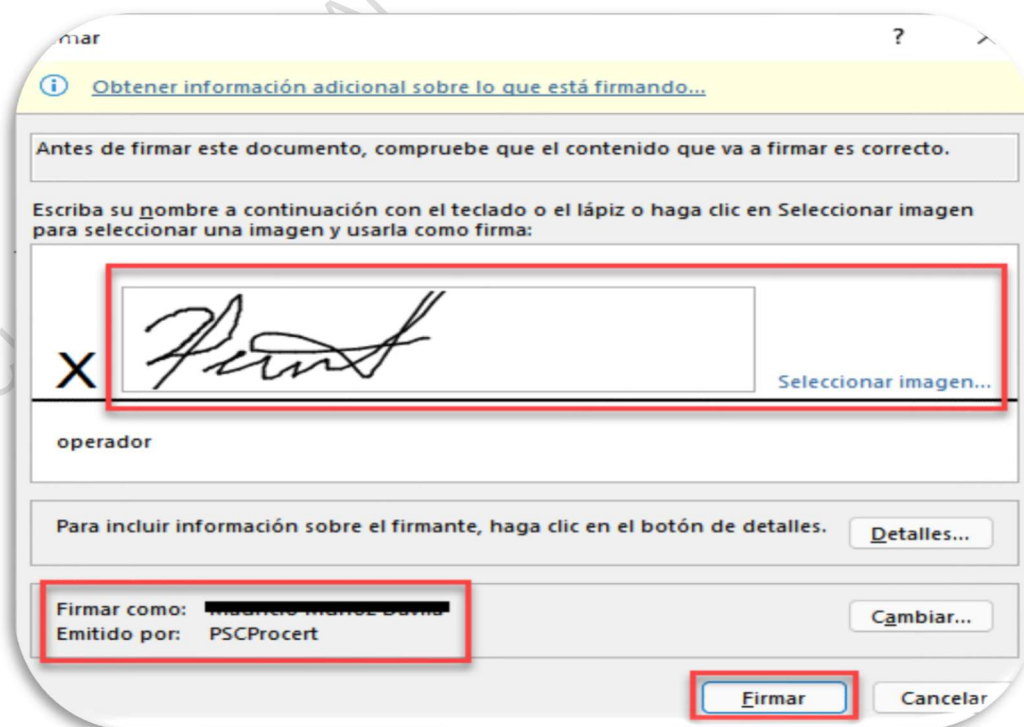 mar ?
Obtener información adicional sobre lo que está firmando...
Antes de firmar este documento, compruebe que el contenido que va a firmar es correcto.
Escriba su nombre a continuación con el teclado o el lápiz o haga clic en Seleccionar imagen
para seleccionar una imagen y usarla como firma:
X
Seleccionar imagen...
operador
Para incluir información sobre el firmante, haga clic en el botón de detalles.
Detalles...
Firmar como:
Emitido por: PSCProcert
Cambiar...
Firmar
Cancelar